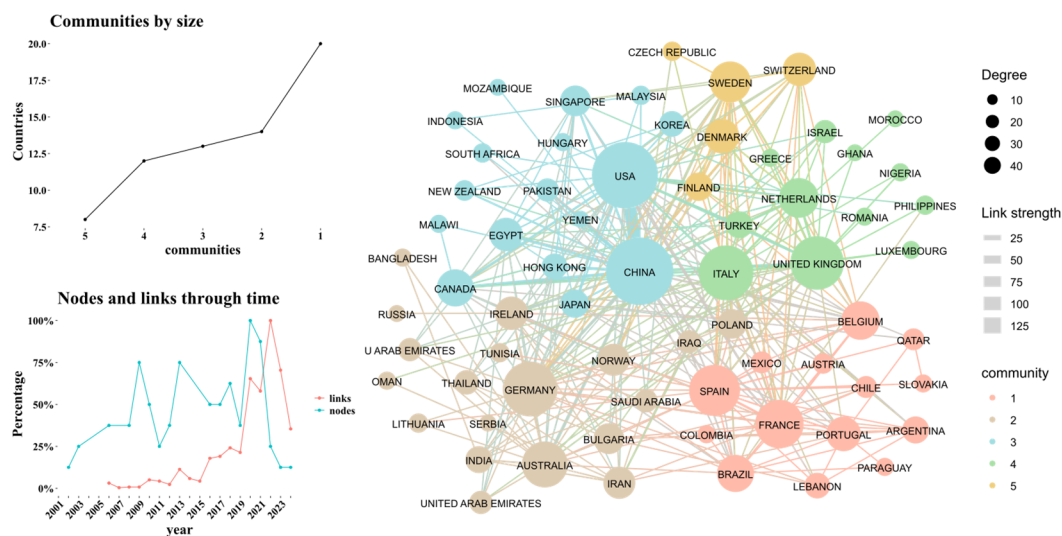 Communities by size
Countries
20.0
17.5
15.0
12.5
10.0
7.5
5
4
3
2
1
communities
Nodes and links through time
Percentage
100%
75%
50%
25%
0%
2001
2003
2005
2007
2009
2011
2013
2015
2017
2019
2021
2023
year
links
nodes
CZECH REPUBLIC
SWITZERLAND
SWEDEN
MOZAMBIQUE
MALAYSIA
SINGAPORE
INDONESIA
KOREA
MOROCCO
ISRAEL
DENMARK
HUNGARY
SOUTH AFRICA
GHANA
GREECE
USA
NIGERIA
FINLAND
NEW ZEALAND
PAKISTAN
NETHERLANDS
PHILIPPINES
ROMANIA
MALAWI
YEMEN
TURKEY
EGYPT
LUXEMBOURG
BANGLADESH
HONG KONG
CHINA
ITALY
UNITED KINGDOM
CANADA
JAPAN
RUSSIA
IRELAND
POLAND
BELGIUM
IRAQ
QATAR
U ARAB EMIRATES
TUNISIA
NORWAY
MEXICO
AUSTRIA
OMAN
THAILAND
GERMANY
SPAIN
CHILE
SLOVAKIA
SAUDI ARABIA
LITHUANIA
SERBIA
FRANCE
BULGARIA
COLOMBIA
PORTUGAL
ARGENTINA
INDIA
AUSTRALIA
PARAGUAY
BRAZIL
IRAN
LEBANON
UNITED ARAB EMIRATES
Degree
10
20
30
40
Link strength
25
50
75
100
125
community
1
2
3
4
5